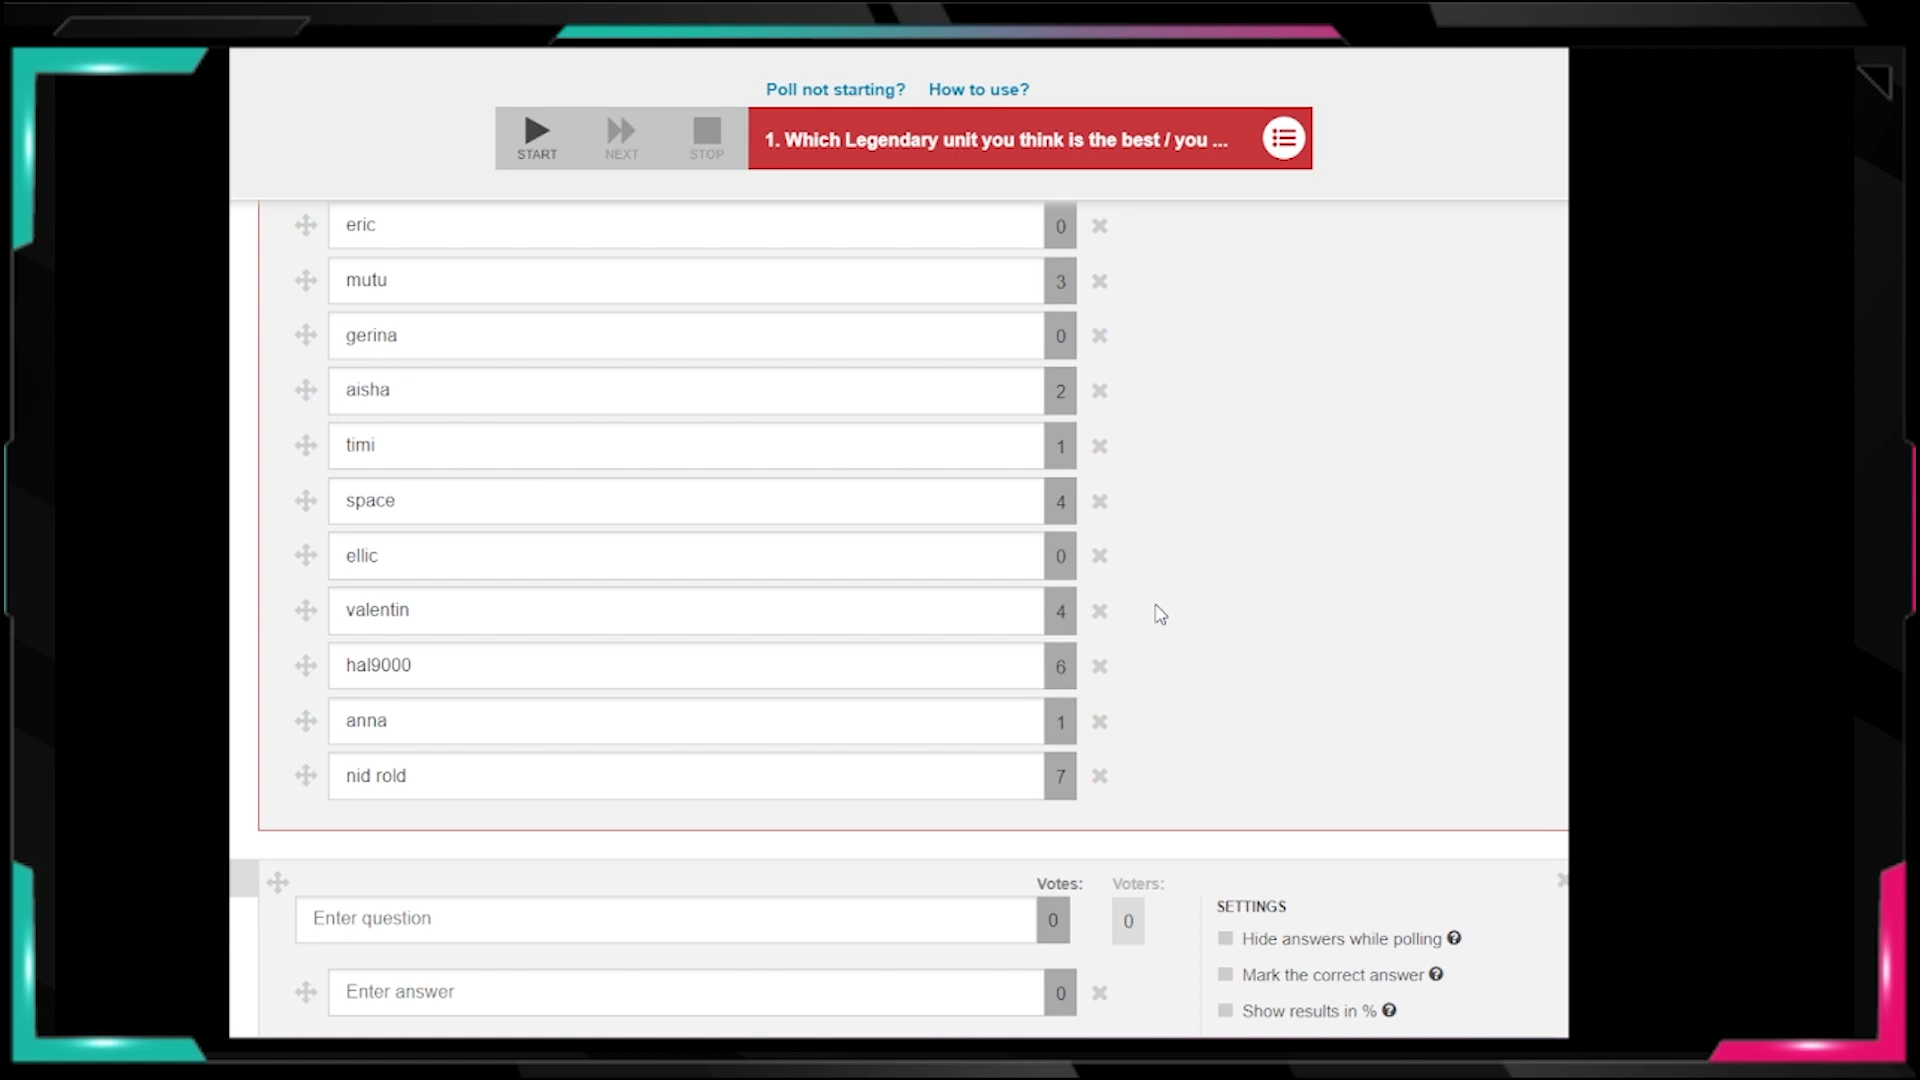 Poll not starting? How to use?
START NEXT STOP 1. Which Legendary unit you think is the best / you ...
eric 0
mutu 3
gerina 0
aisha 2
timi 1
space 4
ellic 0
valentin 4
hal9000 6
anna 1
nid rold 7
Votes: Voters:
Enter question 0 0
SETTINGS
Hide answers while polling
Mark the correct answer
Enter answer 0
Show results in %